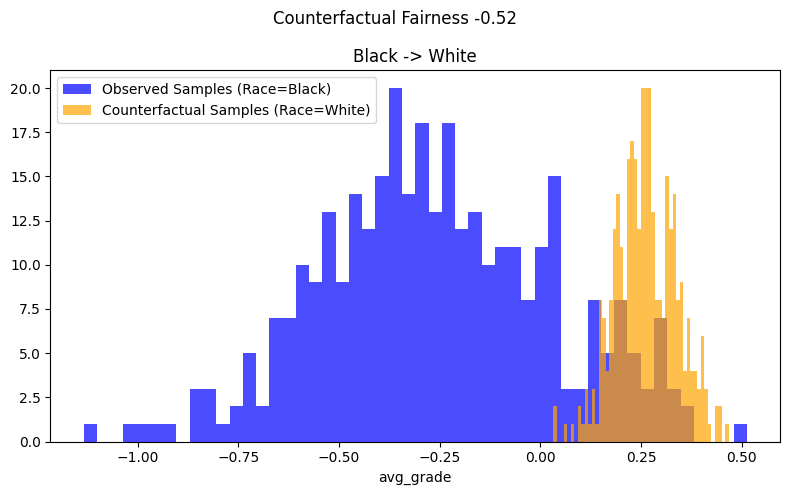 Counterfactual Fairness -0.52
Black -> White
Observed Samples (Race=Black)
Counterfactual Samples (Race=White)
20.0
17.5
15.0
12.5
10.0
7.5
5.0
2.5
0.0
−1.00 −0.75 −0.50 −0.25 0.00 0.25 0.50
avg_grade